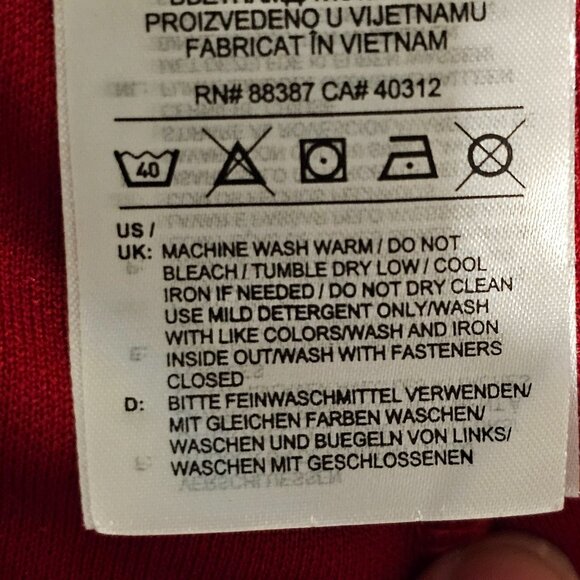 PROIZVEDENO U VIJETNAMU
FABRICAT ÎN VIETNAM
RN# 88387 CA# 40312
40
US /
UK: MACHINE WASH WARM / DO NOT
BLEACH / TUMBLE DRY LOW / COOL
IRON IF NEEDED / DO NOT DRY CLEAN
USE MILD DETERGENT ONLY/WASH
WITH LIKE COLORS/WASH AND IRON
INSIDE OUT/WASH WITH FASTENERS
CLOSED
D: BITTE FEINWASCHMITTEL VERWENDEN/
MIT GLEICHEN FARBEN WASCHEN/
WASCHEN UND BUEGELN VON LINKS/
WASCHEN MIT GESCHLOSSENEN